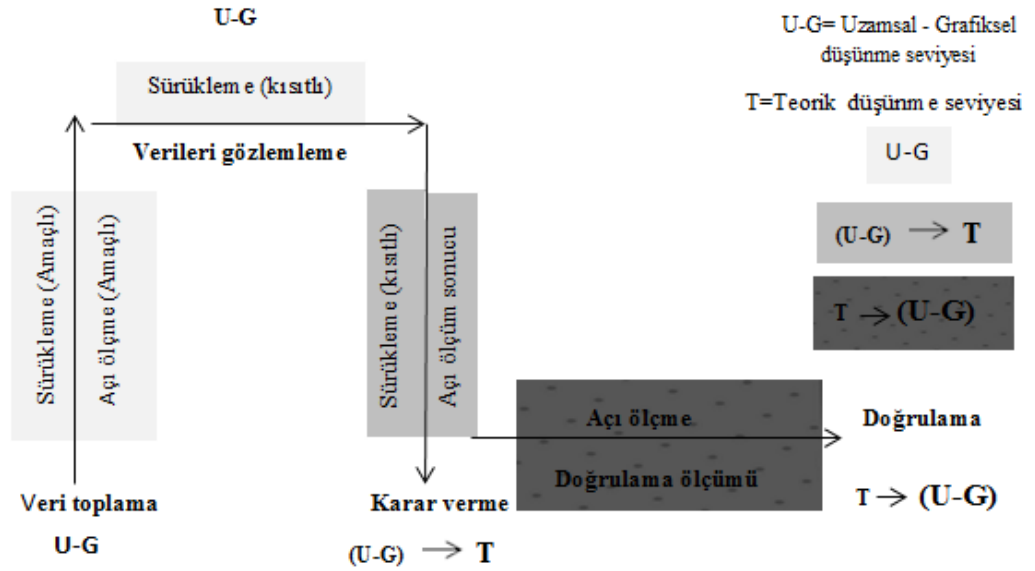 U-G
Sürükleme (kısıtlı)
Verileri gözlemleme
Sürükleme (Amaçlı)
Açı ölçme (Amaçlı)
Veri toplama
U-G
Sürükleme (kısıtlı)
Açı ölçüm sonucu
Karar verme
(U-G) → T
Açı ölçme
Doğrulama ölçümü
Doğrulama
T → (U-G)
U-G= Uzamsal - Grafiksel
düşünme seviyesi
T=Teorik düşünme seviyesi
U-G
(U-G) → T
T → (U-G)